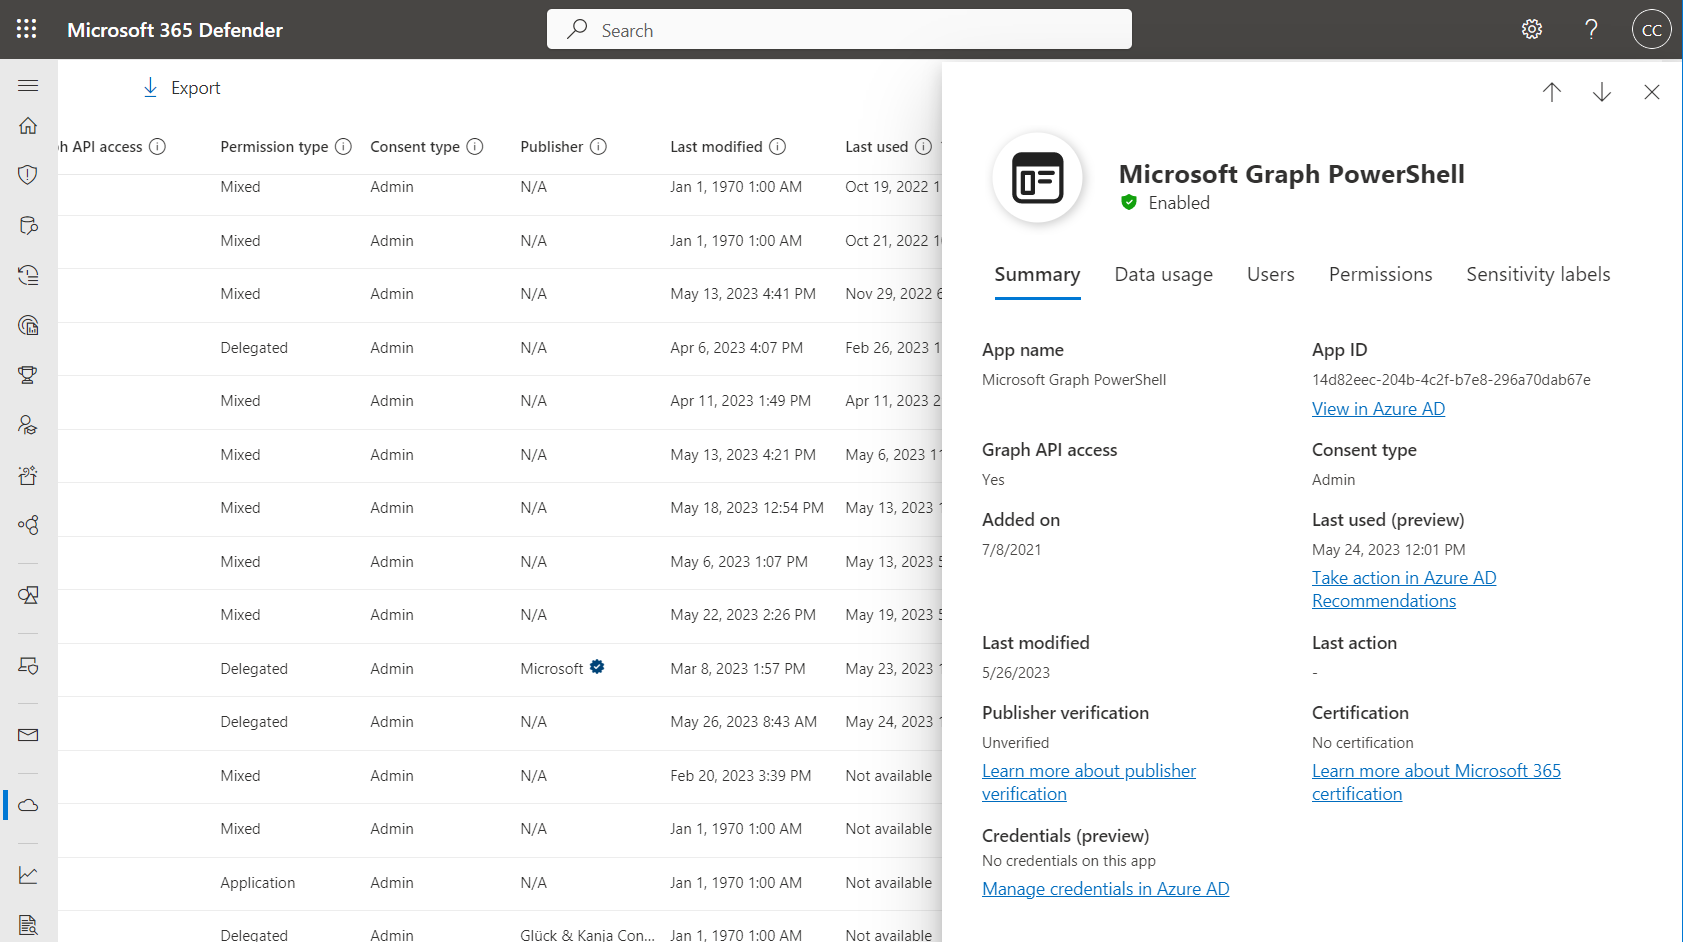 Microsoft 365 Defender
Search
CC
Export
h API access
Permission type
Consent type
Publisher
Last modified
Last used
Mixed Admin N/A Jan 1, 1970 1:00 AM Oct 19, 2022 1
Mixed Admin N/A Jan 1, 1970 1:00 AM Oct 21, 2022 1
Mixed Admin N/A May 13, 2023 4:41 PM Nov 29, 2022 6
Delegated Admin N/A Apr 6, 2023 4:07 PM Feb 26, 2023 1
Mixed Admin N/A Apr 11, 2023 1:49 PM Apr 11, 2023 2
Mixed Admin N/A May 13, 2023 4:21 PM May 6, 2023 11
Mixed Admin N/A May 18, 2023 12:54 PM May 13, 2023 1
Mixed Admin N/A May 6, 2023 1:07 PM May 13, 2023 5
Mixed Admin N/A May 22, 2023 2:26 PM May 19, 2023 5
Delegated Admin Microsoft Mar 8, 2023 1:57 PM May 23, 2023 1
Delegated Admin N/A May 26, 2023 8:43 AM May 24, 2023 1
Mixed Admin N/A Feb 20, 2023 3:39 PM Not available
Mixed Admin N/A Jan 1, 1970 1:00 AM Not available
Application Admin N/A Jan 1, 1970 1:00 AM Not available
Delegated Admin Glück & Kanja Con... Jan 1, 1970 1:00 AM Not available
Microsoft Graph PowerShell
Enabled
Summary
Data usage
Users
Permissions
Sensitivity labels
App name
Microsoft Graph PowerShell
App ID
14d82eec-204b-4c2f-b7e8-296a70dab67e
View in Azure AD
Graph API access
Yes
Consent type
Admin
Added on
7/8/2021
Last used (preview)
May 24, 2023 12:01 PM
Take action in Azure AD
Recommendations
Last modified
5/26/2023
Last action
-
Publisher verification
Unverified
Learn more about publisher
verification
Certification
No certification
Learn more about Microsoft 365
certification
Credentials (preview)
No credentials on this app
Manage credentials in Azure AD